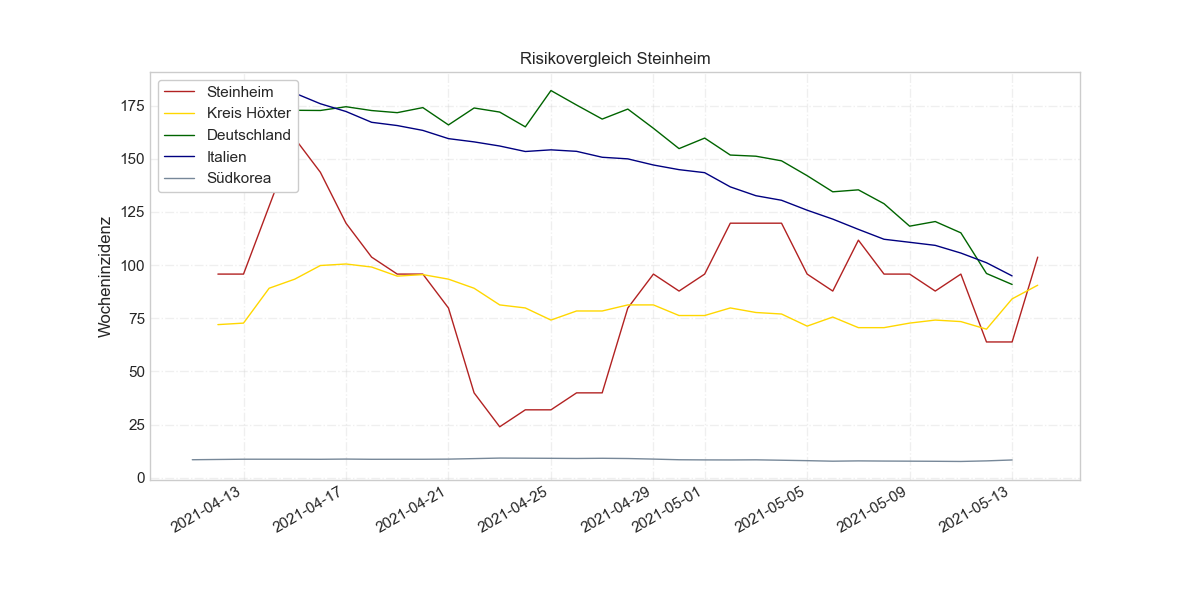 Risikovergleich Steinheim
Steinheim
Kreis Höxter
Deutschland
Italien
Südkorea
Wocheninzidenz
175
150
125
100
75
50
25
0
2021-04-13
2021-04-17
2021-04-21
2021-04-25
2021-04-29
2021-05-01
2021-05-05
2021-05-09
2021-05-13